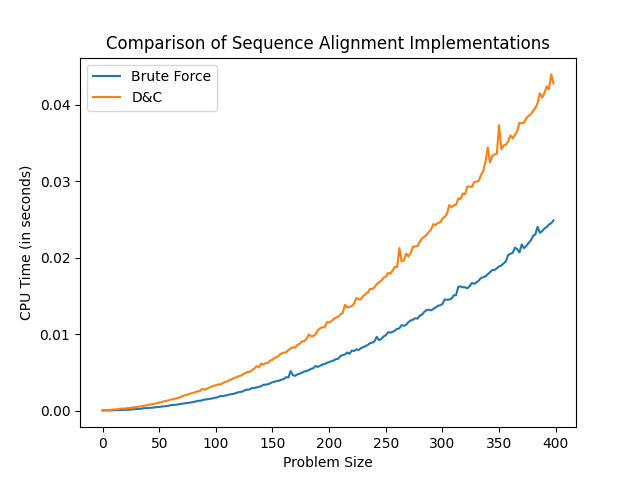 Comparison of Sequence Alignment Implementations
Brute Force
D&C
CPU Time (in seconds)
0.04
0.03
0.02
0.01
0.00
0 50 100 150 200 250 300 350 400
Problem Size